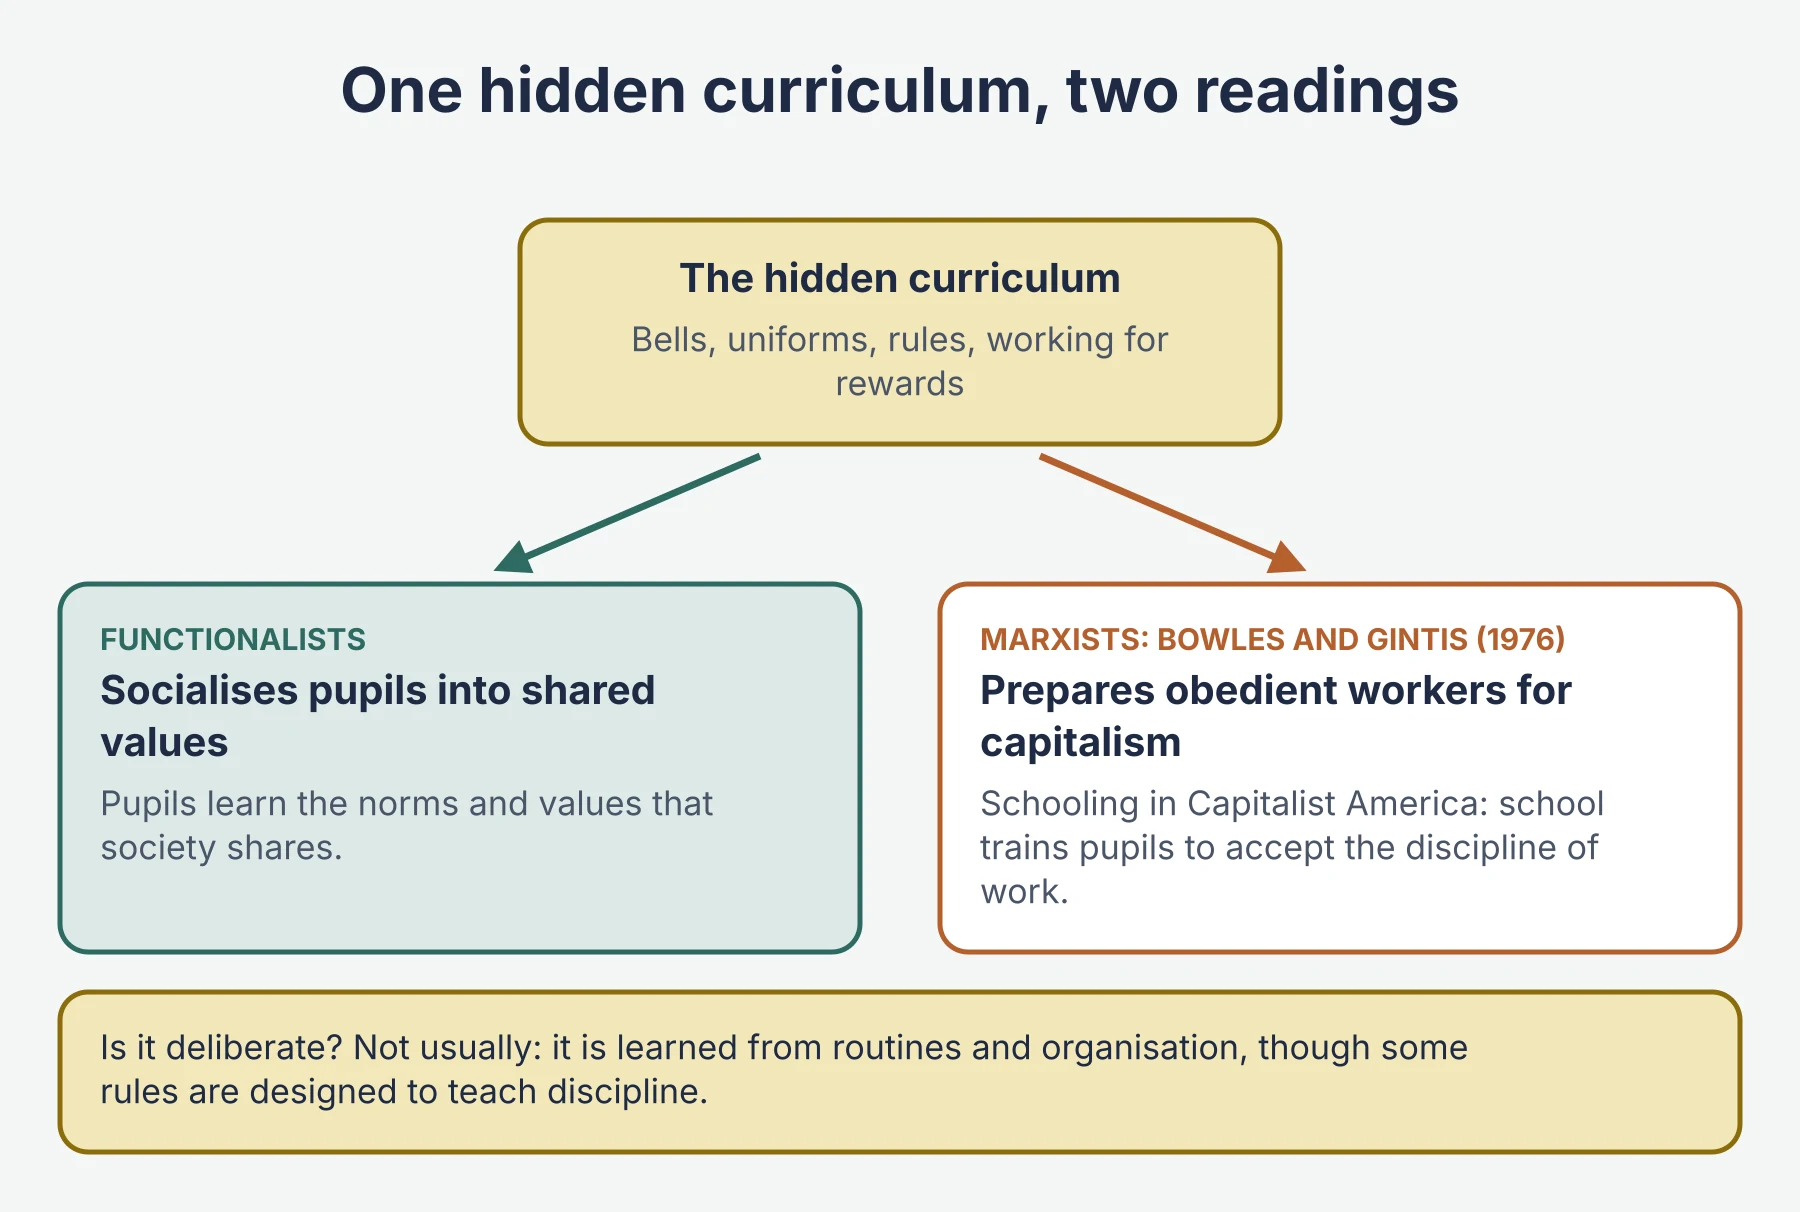 One hidden curriculum, two readings
The hidden curriculum
Bells, uniforms, rules, working for
rewards
FUNCTIONALISTS
Socialises pupils into shared
values
Pupils learn the norms and values that
society shares.
MARXISTS: BOWLES AND GINTIS (1976)
Prepares obedient workers for
capitalism
Schooling in Capitalist America: school
trains pupils to accept the discipline of
work.
Is it deliberate? Not usually: it is learned from routines and organisation, though some
rules are designed to teach discipline.